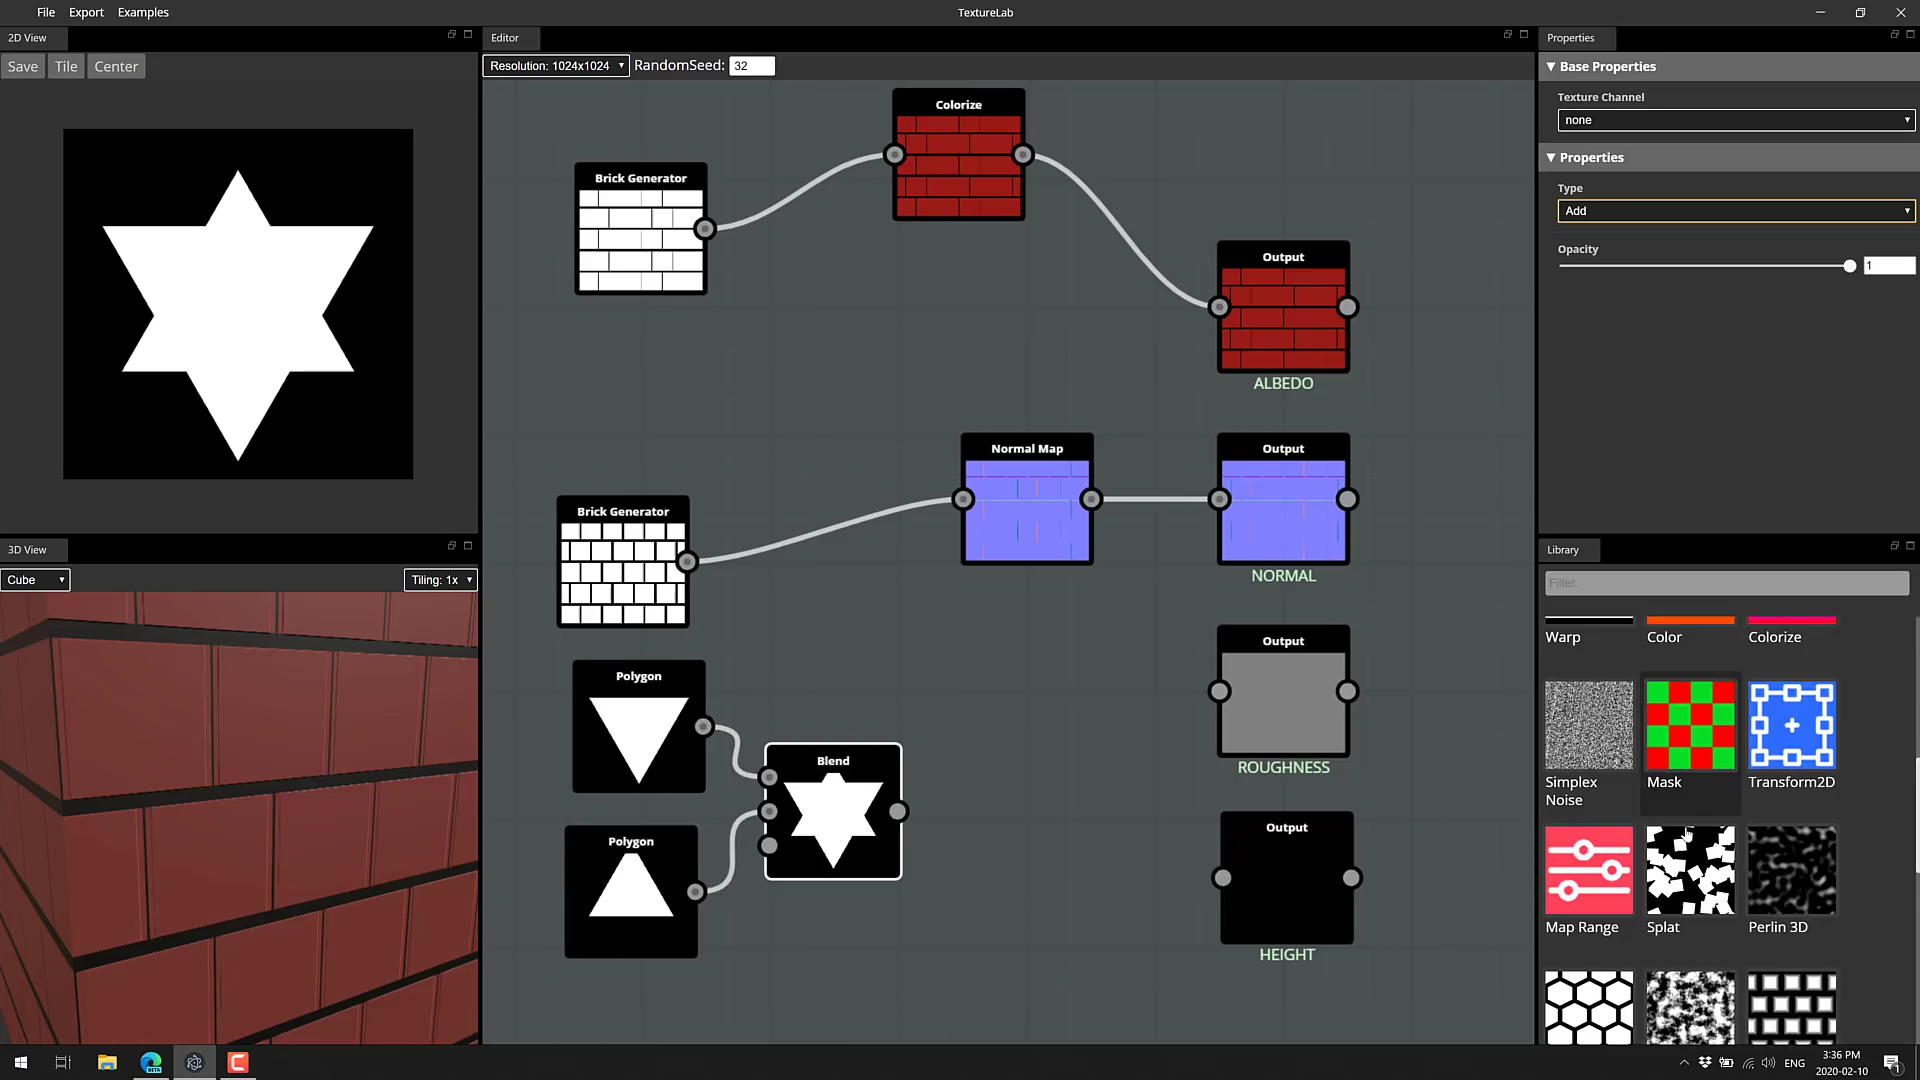 File Export Examples
TextureLab
2D View
Save Tile Center
Editor
Resolution: 1024x1024
RandomSeed: 32
Colorize
Brick Generator
Output
ALBEDO
Normal Map
Output
NORMAL
Brick Generator
Output
ROUGHNESS
Polygon
Blend
Polygon
Output
HEIGHT
3D View
Cube
Tiling: 1x
Properties
Base Properties
Texture Channel
none
Properties
Type
Add
Opacity
1
Library
Filter..
Warp
Color
Colorize
Simplex
Noise
Mask
Transform2D
Map Range
Splat
Perlin 3D
BETA
ENG
3:36 PM
2020-02-10
1